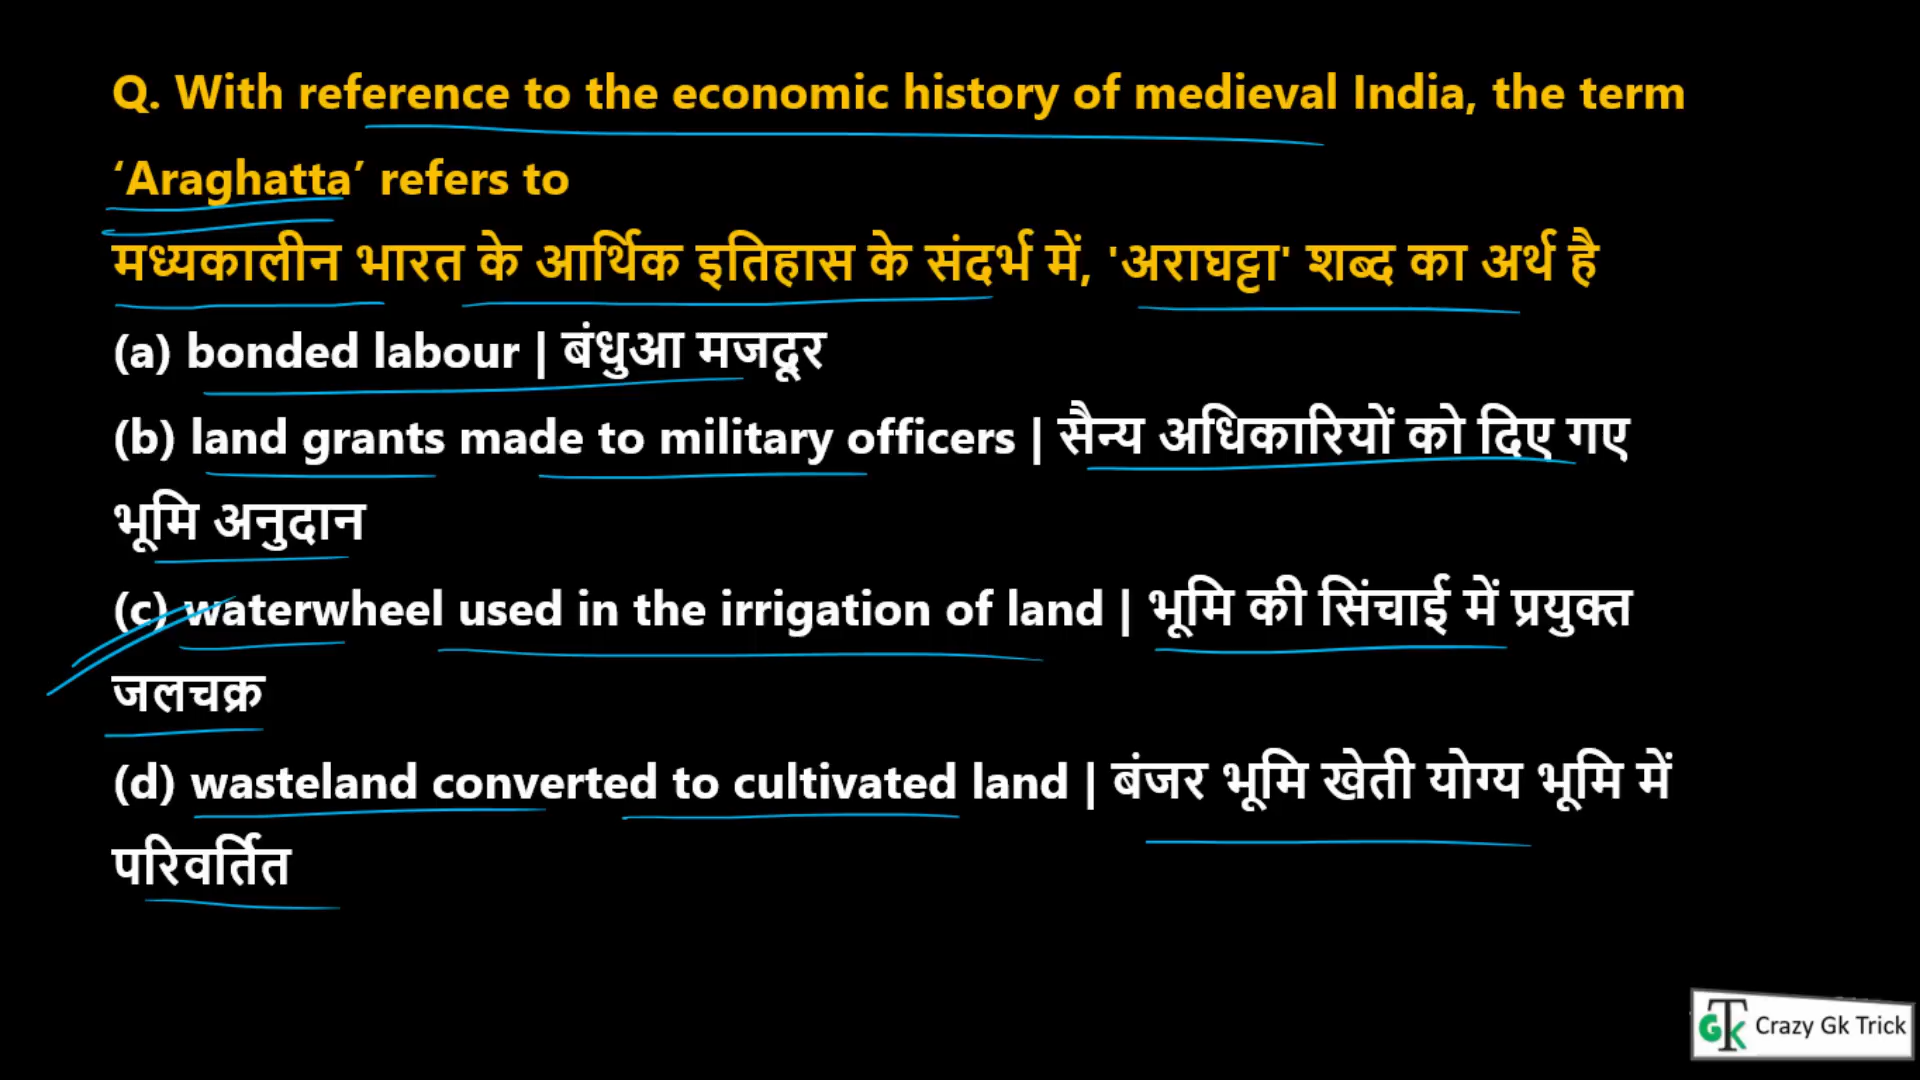 Q. With reference to the economic history of medieval India, the term
‘Araghatta’ refers to
मध्यकालीन भारत के आर्थिक इतिहास के संदर्भ में, 'अराघट्टा' शब्द का अर्थ है
(a) bonded labour | बंधुआ मजदूर
(b) land grants made to military officers | सैन्य अधिकारियों को दिए गए
भूमि अनुदान
(c) waterwheel used in the irrigation of land | भूमि की सिंचाई में प्रयुक्त
जलचक्र
(d) wasteland converted to cultivated land | बंजर भूमि खेती योग्य भूमि में
परिवर्तित
GTK Crazy Gk Trick